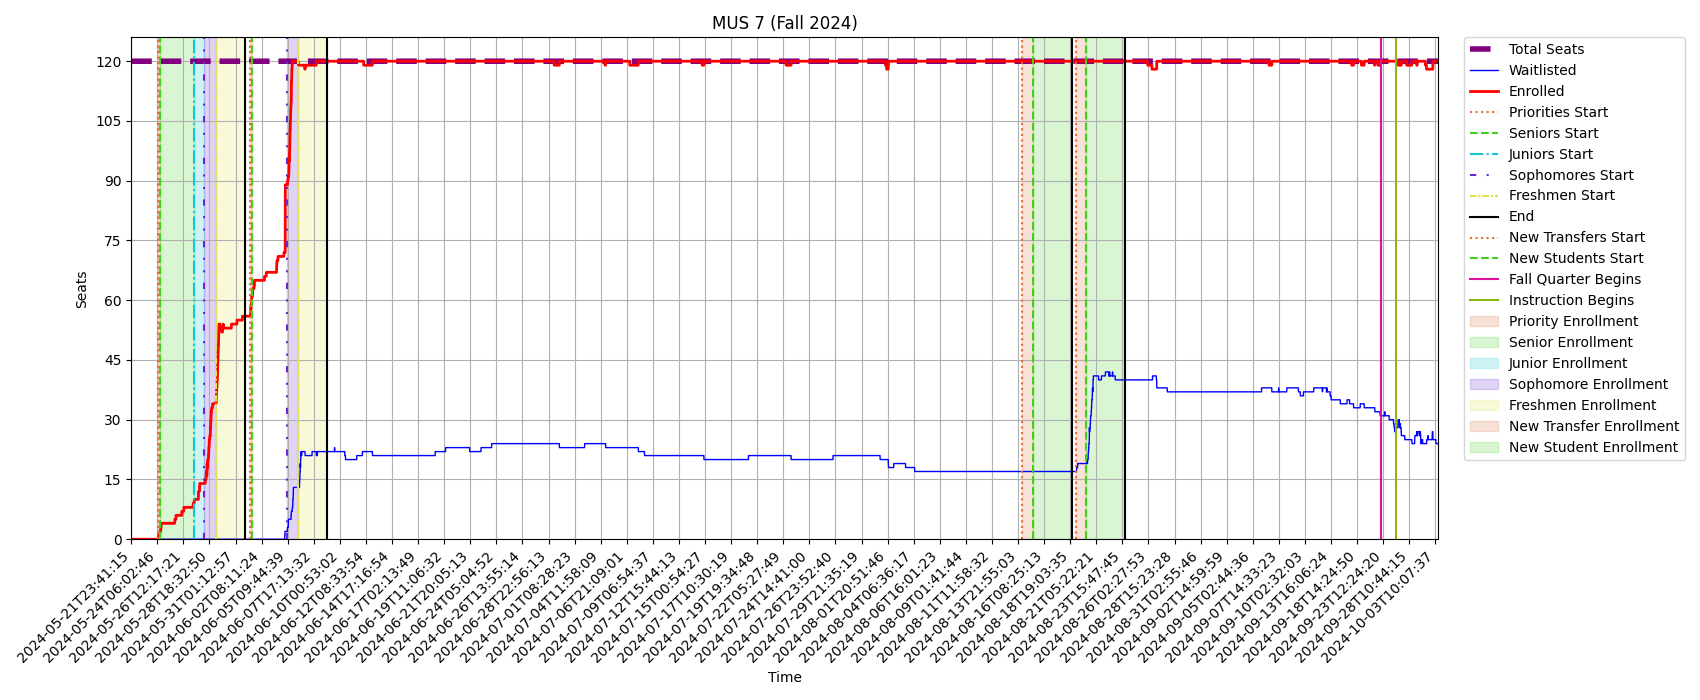 MUS 7 (Fall 2024)
Seats
120
105
90
75
60
45
30
15
0
2024-05-21T23:41:15
2024-05-24T06:02:46
2024-05-26T12:17:21
2024-05-28T18:32:50
2024-05-31T01:12:57
2024-06-02T08:11:24
2024-06-05T09:44:39
2024-06-07T17:13:32
2024-06-10T00:53:02
2024-06-12T08:33:54
2024-06-14T17:16:54
2024-06-17T02:13:49
2024-06-19T11:06:32
2024-06-21T20:05:13
2024-06-24T05:04:52
2024-06-26T13:55:14
2024-06-28T22:56:13
2024-07-01T08:28:23
2024-07-04T11:58:09
2024-07-06T21:09:01
2024-07-09T06:54:37
2024-07-12T15:44:13
2024-07-15T00:54:27
2024-07-17T10:30:19
2024-07-19T19:34:48
2024-07-22T05:27:49
2024-07-24T14:41:00
2024-07-26T23:52:40
2024-07-29T21:35:19
2024-08-01T20:51:46
2024-08-04T06:36:17
2024-08-06T16:01:23
2024-08-09T01:41:44
2024-08-11T11:58:32
2024-08-13T21:55:03
2024-08-16T08:25:13
2024-08-18T19:03:35
2024-08-21T05:22:21
2024-08-23T15:47:45
2024-08-26T02:27:53
2024-08-28T15:23:28
2024-08-31T02:55:46
2024-09-02T14:59:59
2024-09-05T02:44:36
2024-09-07T14:33:23
2024-09-10T02:32:03
2024-09-13T16:06:24
2024-09-18T14:24:50
2024-09-23T12:24:20
2024-09-28T10:44:15
2024-10-03T10:07:37
Time
Total Seats
Waitlisted
Enrolled
Priorities Start
Seniors Start
Juniors Start
Sophomores Start
Freshmen Start
End
New Transfers Start
New Students Start
Fall Quarter Begins
Instruction Begins
Priority Enrollment
Senior Enrollment
Junior Enrollment
Sophomore Enrollment
Freshmen Enrollment
New Transfer Enrollment
New Student Enrollment